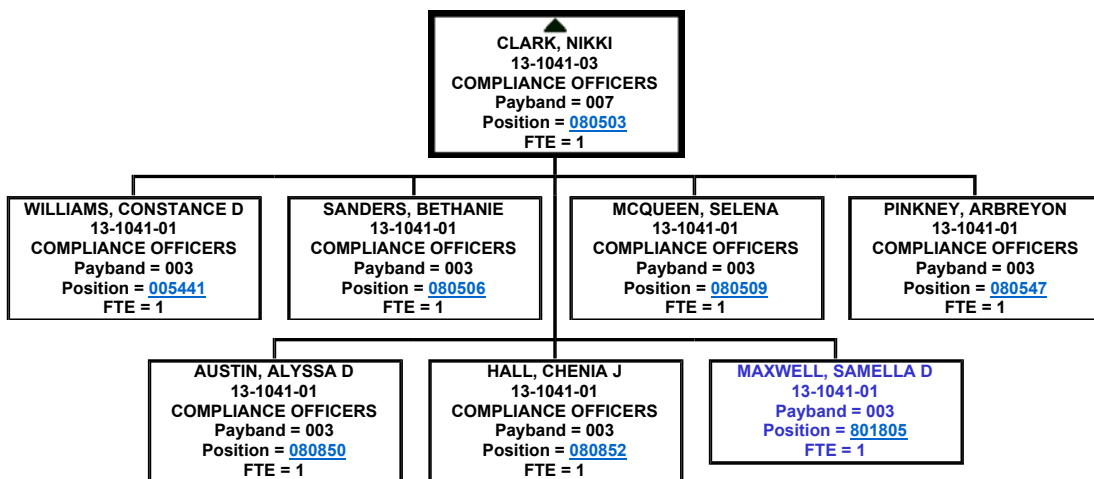 CLARK, NIKKI
13-1041-03
COMPLIANCE OFFICERS
Payband = 007
Position = 080503
FTE = 1
WILLIAMS, CONSTANCE D
13-1041-01
COMPLIANCE OFFICERS
Payband = 003
Position = 005441
FTE = 1
SANDERS, BETHANIE
13-1041-01
COMPLIANCE OFFICERS
Payband = 003
Position = 080506
FTE = 1
MCQUEEN, SELENA
13-1041-01
COMPLIANCE OFFICERS
Payband = 003
Position = 080509
FTE = 1
PINKNEY, ARBREYON
13-1041-01
COMPLIANCE OFFICERS
Payband = 003
Position = 080547
FTE = 1
AUSTIN, ALYSSA D
13-1041-01
COMPLIANCE OFFICERS
Payband = 003
Position = 080850
FTE = 1
HALL, CHENIA J
13-1041-01
COMPLIANCE OFFICERS
Payband = 003
Position = 080852
FTE = 1
MAXWELL, SAMELLA D
13-1041-01
Payband = 003
Position = 801805
FTE = 1